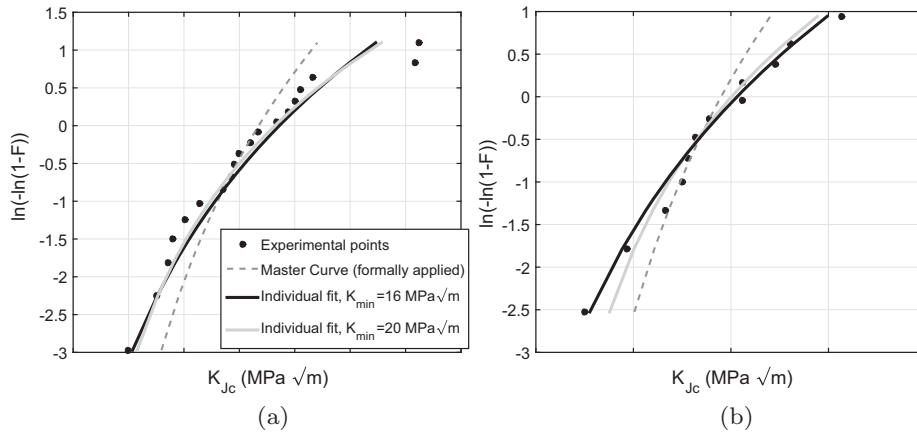 1.5
1
0.5
0
-0.5
-1
-1.5
-2
-2.5
-3
ln(-ln(1-F))
K_Jc (MPa √m)
(a)
Experimental points
Master Curve (formally applied)
Individual fit, K_min=16 MPa√m
Individual fit, K_min=20 MPa√m
1
0.5
0
-0.5
-1
-1.5
-2
-2.5
-3
ln(-ln(1-F))
K_Jc (MPa √m)
(b)